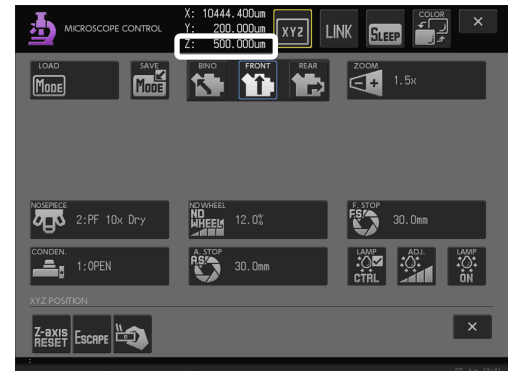 MICROSCOPE CONTROL
X: 10444.400um
Y: 200.000um
Z: 500.000um
XYZ
LINK
SLEEP
COLOR
×
LOAD
MODE
SAVE
MODE
BINO
FRONT
REAR
ZOOM
1.5x
NOSEPIECE
2:PF 10x Dry
ND WHEEL
ND
WHEEL
12.0%
F. STOP
F.S
30.0mm
CONDEN.
1:OPEN
A. STOP
A.S
30.0mm
LAMP
CTRL
ADJ.
LAMP
ON
XYZ POSITION
Z-AXIS
RESET
ESCAPE
×